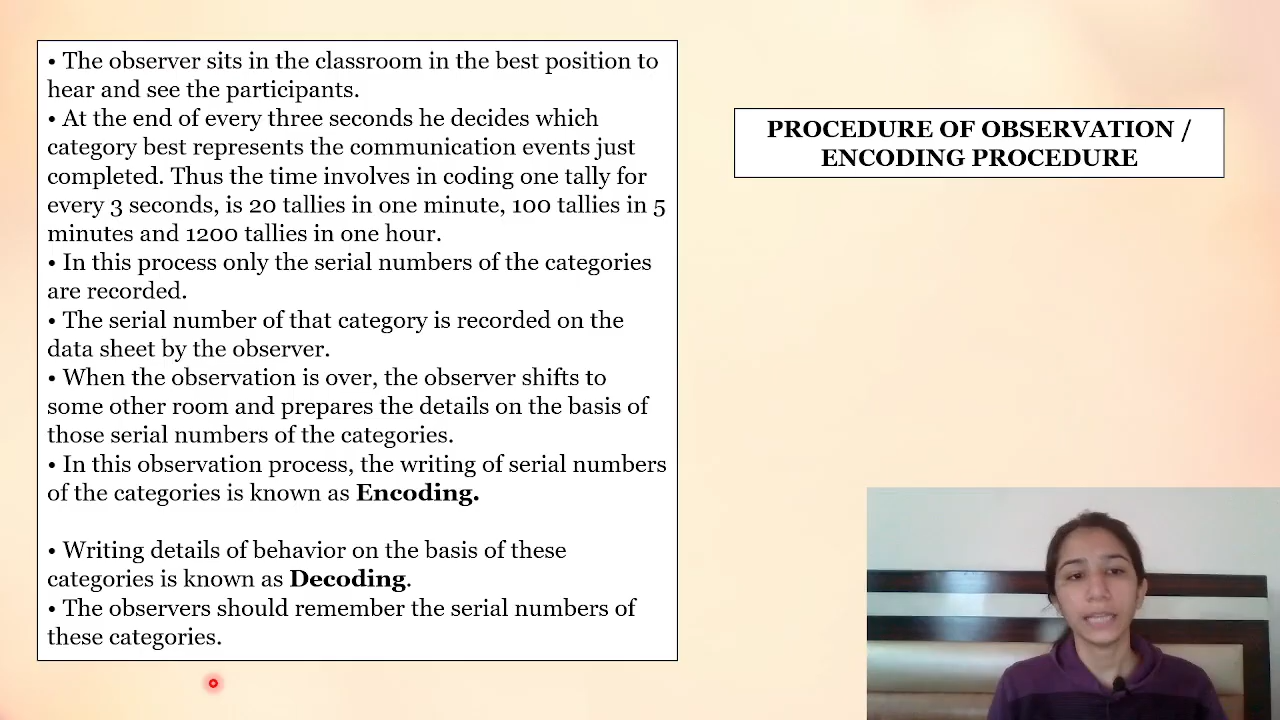 • The observer sits in the classroom in the best position to
hear and see the participants.
• At the end of every three seconds he decides which
category best represents the communication events just
completed. Thus the time involves in coding one tally for
every 3 seconds, is 20 tallies in one minute, 100 tallies in 5
minutes and 1200 tallies in one hour.
• In this process only the serial numbers of the categories
are recorded.
• The serial number of that category is recorded on the
data sheet by the observer.
• When the observation is over, the observer shifts to
some other room and prepares the details on the basis of
those serial numbers of the categories.
• In this observation process, the writing of serial numbers
of the categories is known as Encoding.
• Writing details of behavior on the basis of these
categories is known as Decoding.
• The observers should remember the serial numbers of
these categories.
PROCEDURE OF OBSERVATION /
ENCODING PROCEDURE